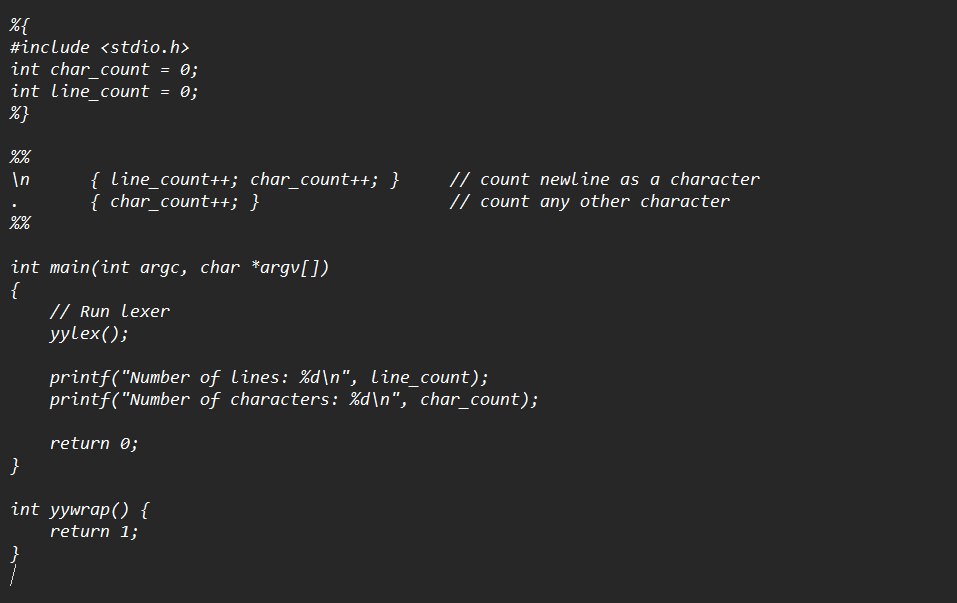 %{
#include <stdio.h>
int char_count = 0;
int line_count = 0;
%}

%%
\n      { line_count++; char_count++; }     // count newline as a character
.       { char_count++; }                   // count any other character
%%

int main(int argc, char *argv[])
{
    // Run lexer
    yylex();

    printf("Number of lines: %d\n", line_count);
    printf("Number of characters: %d\n", char_count);

    return 0;
}

int yywrap() {
    return 1;
}